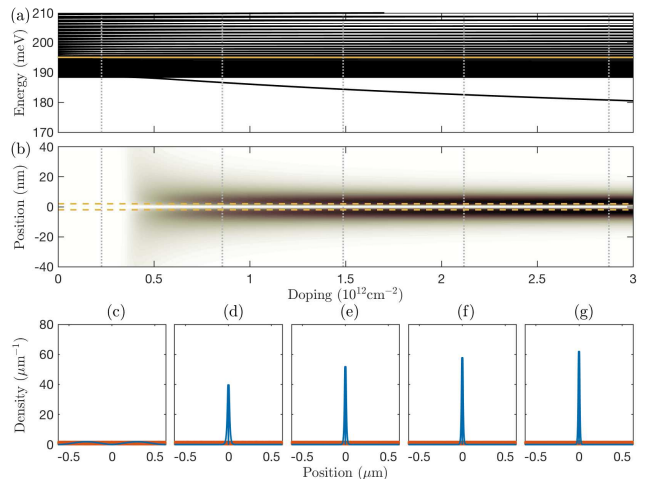 (a)
Energy (meV)
210
200
190
180
170
(b)
Position (nm)
40
20
0
-20
-40
0 0.5 1 1.5 2 2.5 3
Doping (10¹²cm⁻²)
(c) (d) (e) (f) (g)
Density (μm⁻¹)
80
60
40
20
0
-0.5 0 0.5 -0.5 0 0.5 -0.5 0 0.5 -0.5 0 0.5 -0.5 0 0.5
Position (μm)